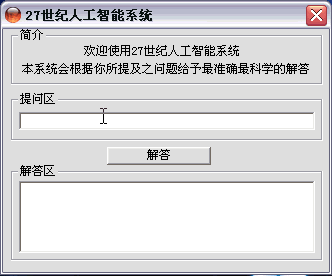 27世纪人工智能系统
简介
欢迎使用27世纪人工智能系统
本系统会根据你所提及之问题给予最准确最科学的解答
提问区
解答
解答区